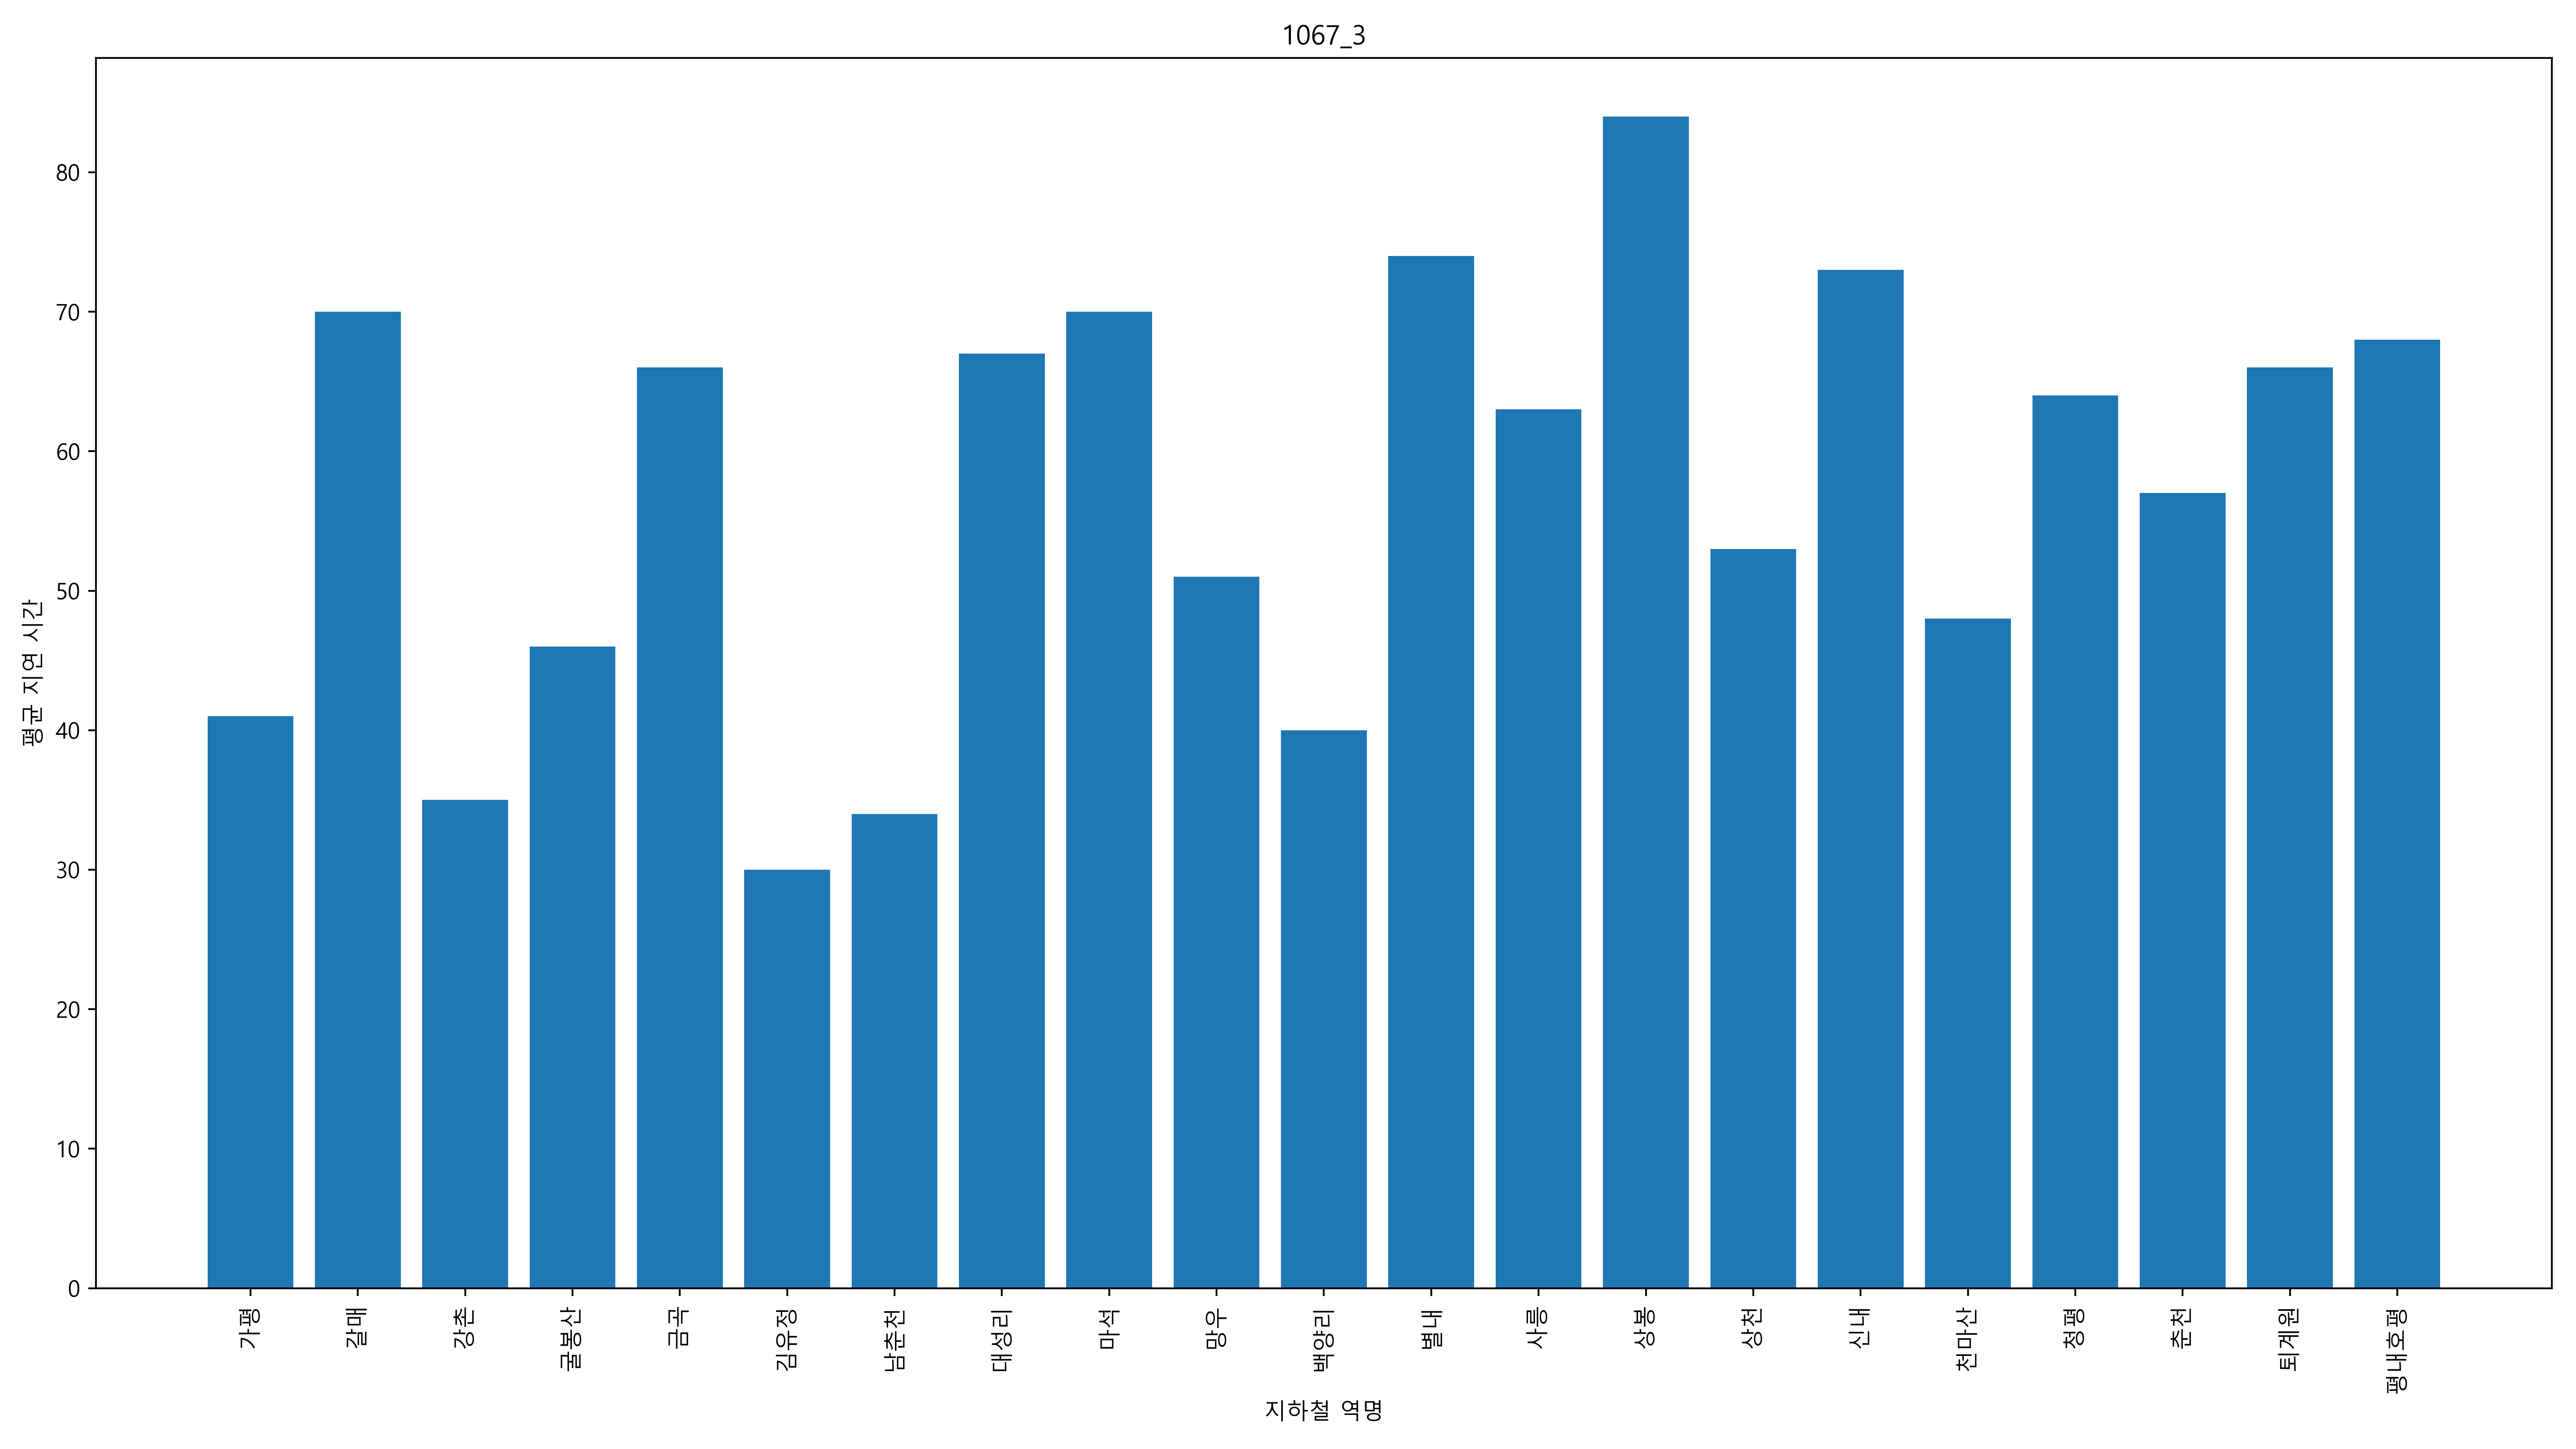 1067_3
평균 지연 시간
80
70
60
50
40
30
20
10
0
가평
갈매
강촌
굴봉산
금곡
김유정
남춘천
대성리
마석
망우
백양리
별내
사릉
상봉
상천
신내
천마산
청평
춘천
퇴계원
평내호평
지하철 역명